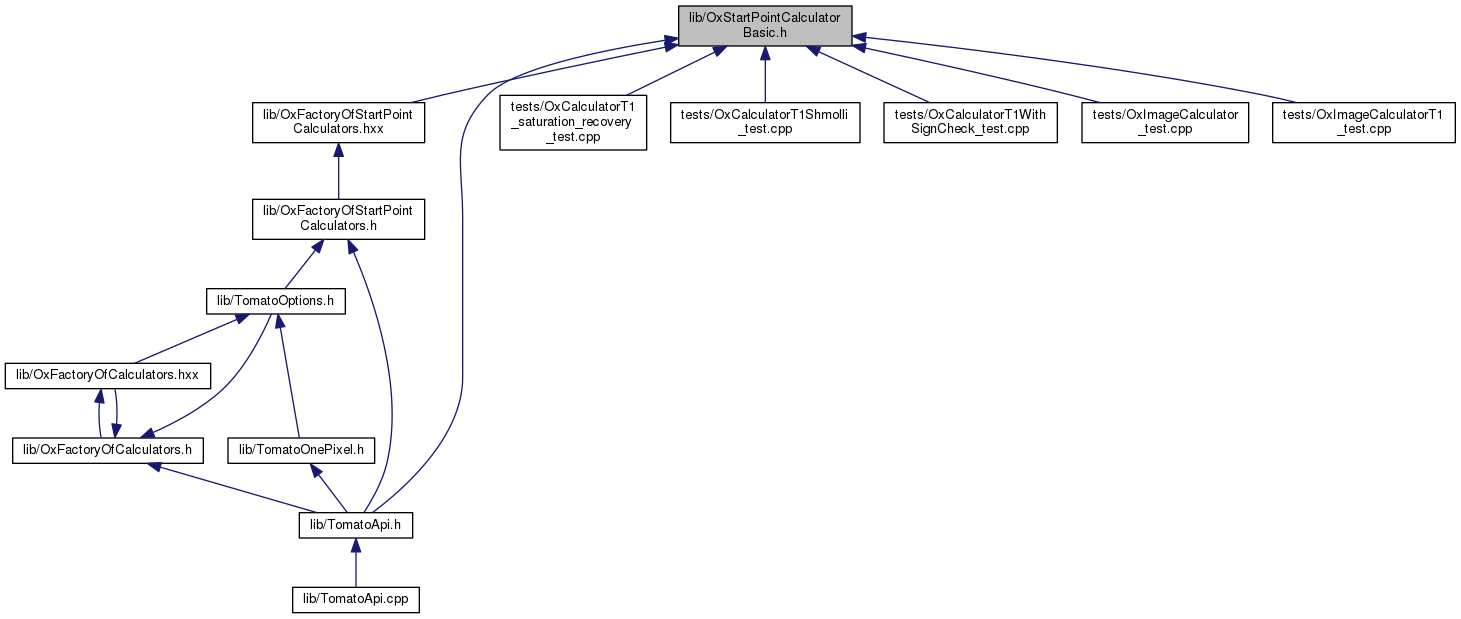 lib/OxStartPointCalculator
Basic.h
lib/OxFactoryOfStartPoint
Calculators.hxx
tests/OxCalculatorT1
_saturation_recovery
_test.cpp
tests/OxCalculatorT1Shmolli
_test.cpp
tests/OxCalculatorT1With
SignCheck_test.cpp
tests/OxImageCalculator
_test.cpp
tests/OxImageCalculatorT1
_test.cpp
lib/OxFactoryOfStartPoint
Calculators.h
lib/TomatoOptions.h
lib/OxFactoryOfCalculators.hxx
lib/OxFactoryOfCalculators.h
lib/TomatoOnePixel.h
lib/TomatoApi.h
lib/TomatoApi.cpp